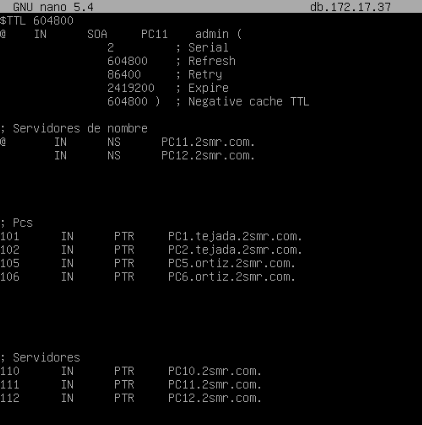 GNU nano 5.4 db.172.17.37
$TTL 604800
@ IN SOA PC11 admin (
2 ; Serial
604800 ; Refresh
86400 ; Retry
2419200 ; Expire
604800 ) ; Negative cache TTL
; Servidores de nombre
@ IN NS PC11.2smr.com.
IN NS PC12.2smr.com.
; Pcs
101 IN PTR PC1.tejada.2smr.com.
102 IN PTR PC2.tejada.2smr.com.
105 IN PTR PC5.ortiz.2smr.com.
106 IN PTR PC6.ortiz.2smr.com.
; Servidores
110 IN PTR PC10.2smr.com.
111 IN PTR PC11.2smr.com.
112 IN PTR PC12.2smr.com.